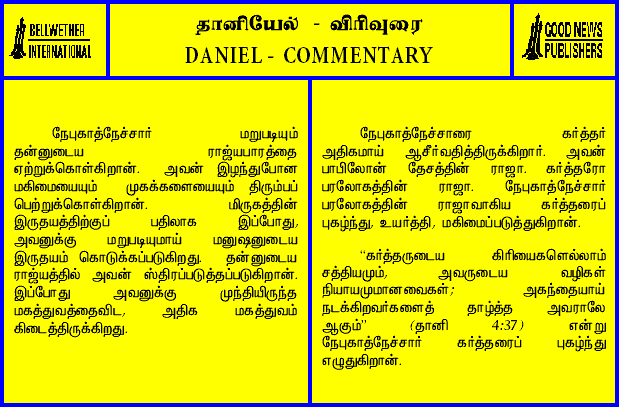 BELLWETHER
INTERNATIONAL
தானியேல் - விரிவுரை
DANIEL - COMMENTARY
GOOD NEWS
PUBLISHERS
நேபுகாத்நேச்சார் மறுபடியும்
தன்னுடைய ராஜ்யபாரத்தை
ஏற்றுக்கொள்கிறான். அவன் இழந்துபோன
மகிமையையும் முகக்களையையும் திரும்பப்
பெற்றுக்கொள்கிறான். மிருகத்தின்
இருதயத்திற்குப் பதிலாக இப்போது,
அவனுக்கு மறுபடியுமாய் மனுஷனுடைய
இருதயம் கொடுக்கப்படுகிறது. தன்னுடைய
ராஜ்யத்தில் அவன் ஸ்திரப்படுத்தப்படுகிறான்.
இப்போது அவனுக்கு முந்தியிருந்த
மகத்துவத்தைவிட, அதிக மகத்துவம்
கிடைத்திருக்கிறது.
நேபுகாத்நேச்சாரை கர்த்தர்
அதிகமாய் ஆசீர்வதித்திருக்கிறார். அவன்
பாபிலோன் தேசத்தின் ராஜா. கர்த்தரோ
பரலோகத்தின் ராஜா. நேபுகாத்நேச்சார்
பரலோகத்தின் ராஜாவாகிய கர்த்தரைப்
புகழ்ந்து, உயர்த்தி, மகிமைப்படுத்துகிறான்.
“கர்த்தருடைய கிரியைகளெல்லாம்
சத்தியமும், அவருடைய வழிகள்
நியாயமுமானவைகள்; அகந்தையாய்
நடக்கிறவர்களைத் தாழ்த்த அவராலே
ஆகும்” (தானி 4:37) என்று
நேபுகாத்நேச்சார் கர்த்தரைப் புகழ்ந்து
எழுதுகிறான்.